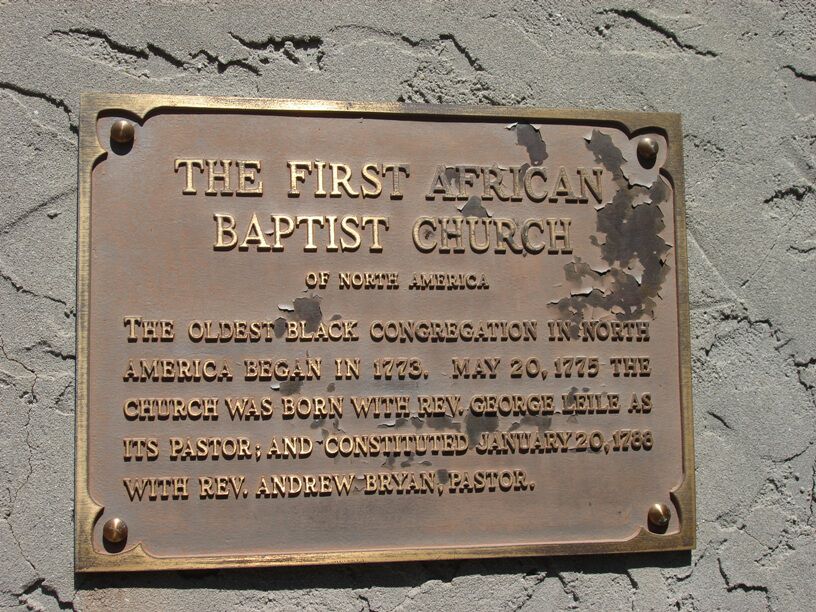 THE FIRST AFRICAN
BAPTIST CHURCH
OF NORTH AMERICA
THE OLDEST BLACK CONGREGATION IN NORTH
AMERICA BEGAN IN 1773. MAY 20, 1775 THE
CHURCH WAS BORN WITH REV. GEORGE LEILE AS
ITS PASTOR; AND CONSTITUTED JANUARY 20, 1788
WITH REV. ANDREW BRYAN, PASTOR.